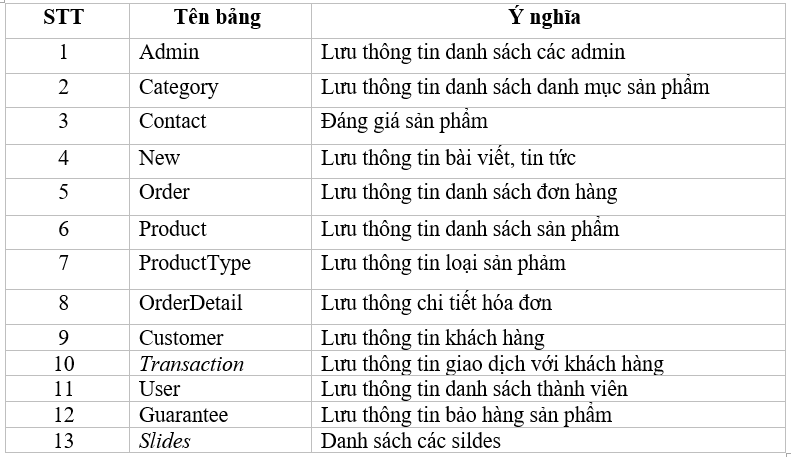 STT Tên bảng Ý nghĩa
1 Admin Lưu thông tin danh sách các admin
2 Category Lưu thông tin danh sách danh mục sản phẩm
3 Contact Đáng giá sản phẩm
4 New Lưu thông tin bài viết, tin tức
5 Order Lưu thông tin danh sách đơn hàng
6 Product Lưu thông tin danh sách sản phẩm
7 ProductType Lưu thông tin loại sản phảm
8 OrderDetail Lưu thông chi tiết hóa đơn
9 Customer Lưu thông tin khách hàng
10 Transaction Lưu thông tin giao dịch với khách hàng
11 User Lưu thông tin danh sách thành viên
12 Guarantee Lưu thông tin bảo hàng sản phẩm
13 Slides Danh sách các sildes